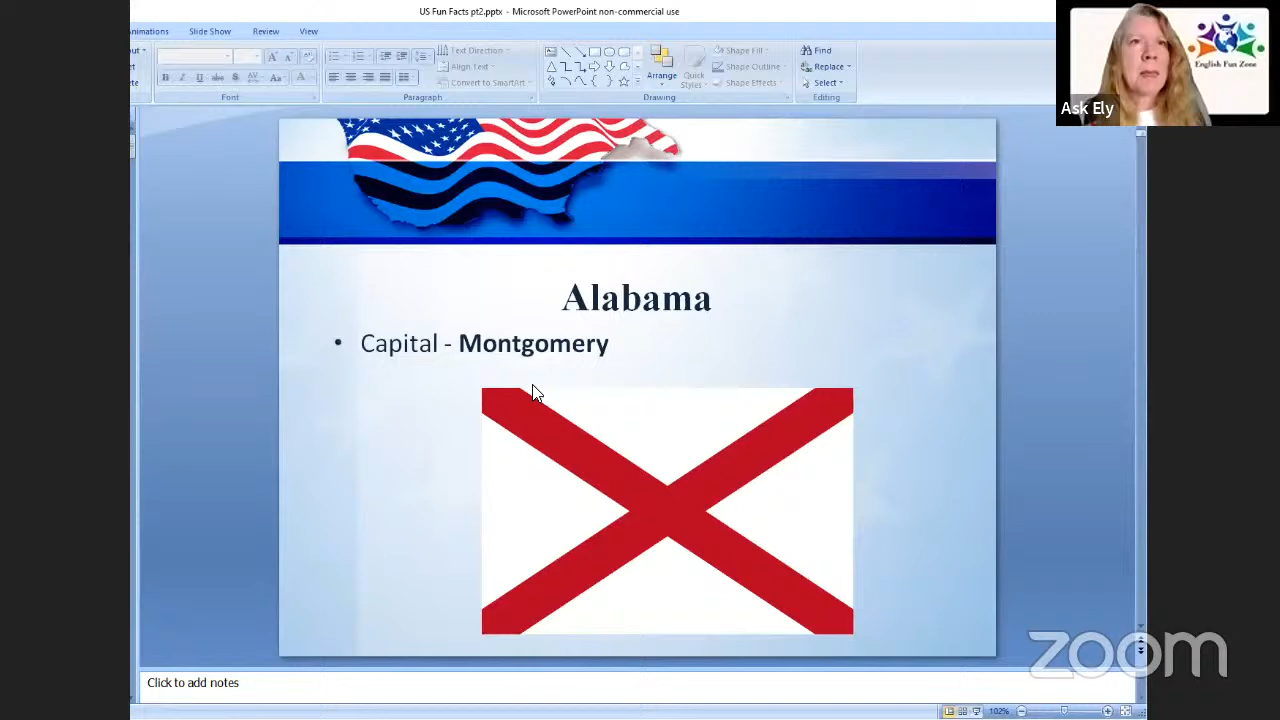 US Fun Facts pt2.pptx - Microsoft PowerPoint non-commercial use
Slide Show Review View
Text Direction
Shape Fill
Find
Align Text
Shape Outline
Replace
Convert to SmartArt
Arrange
Quick Styles
Shape Effects
Select
Font Paragraph Drawing Editing
English Fun Zone
Ask Ely
Alabama
• Capital - Montgomery
zoom
Click to add notes
102%